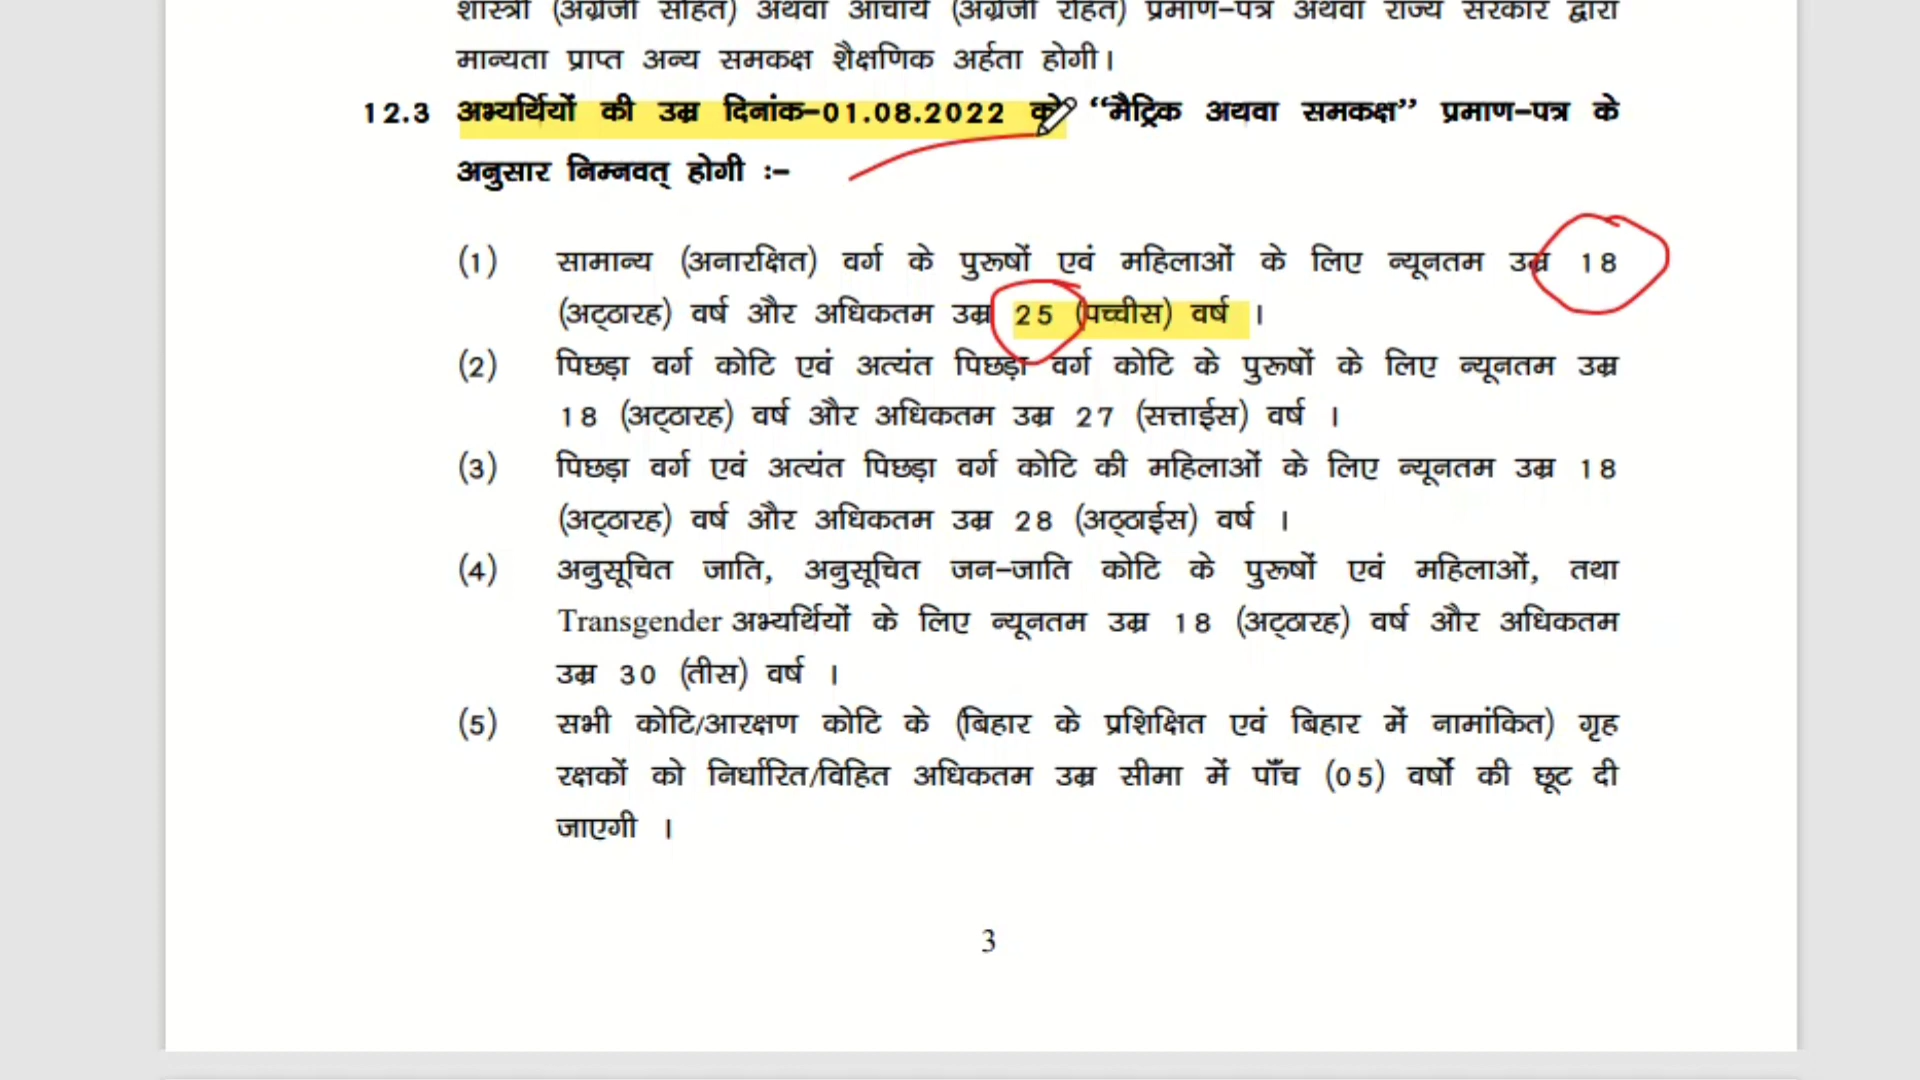 शास्त्री (अंग्रेजी सहित) अथवा आचार्य (अंग्रेजी रहित) प्रमाण-पत्र अथवा राज्य सरकार द्वारा
मान्यता प्राप्त अन्य समकक्ष शैक्षणिक अर्हता होगी।
12.3 अभ्यर्थियों की उम्र दिनांक-01.08.2022 को “मैट्रिक अथवा समकक्ष” प्रमाण-पत्र के
अनुसार निम्नवत् होगी :-
(1) सामान्य (अनारक्षित) वर्ग के पुरूषों एवं महिलाओं के लिए न्यूनतम उम्र 18
(अट्ठारह) वर्ष और अधिकतम उम्र 25 (पच्चीस) वर्ष ।
(2) पिछड़ा वर्ग कोटि एवं अत्यंत पिछड़ा वर्ग कोटि के पुरूषों के लिए न्यूनतम उम्र
18 (अट्ठारह) वर्ष और अधिकतम उम्र 27 (सत्ताईस) वर्ष ।
(3) पिछड़ा वर्ग एवं अत्यंत पिछड़ा वर्ग कोटि की महिलाओं के लिए न्यूनतम उम्र 18
(अट्ठारह) वर्ष और अधिकतम उम्र 28 (अठ्ठाईस) वर्ष ।
(4) अनुसूचित जाति, अनुसूचित जन-जाति कोटि के पुरूषों एवं महिलाओं, तथा
Transgender अभ्यर्थियों के लिए न्यूनतम उम्र 18 (अट्ठारह) वर्ष और अधिकतम
उम्र 30 (तीस) वर्ष ।
(5) सभी कोटि/आरक्षण कोटि के (बिहार के प्रशिक्षित एवं बिहार में नामांकित) गृह
रक्षकों को निर्धारित/विहित अधिकतम उम्र सीमा में पाँच (05) वर्षों की छूट दी
जाएगी ।
3